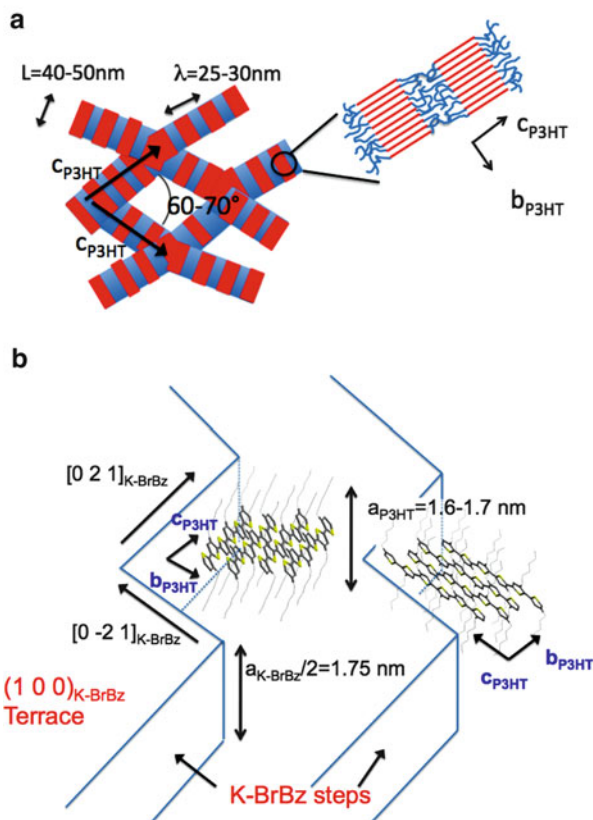 a
L=40-50nm
λ=25-30nm
cP3HT
60-70°
cP3HT
cP3HT
bP3HT
b
[0 2 1]K-BrBz
aP3HT=1.6-1.7 nm
cP3HT
bP3HT
[0 -2 1]K-BrBz
aK-BrBz/2=1.75 nm
bP3HT
cP3HT
(1 0 0)K-BrBz
Terrace
K-BrBz steps